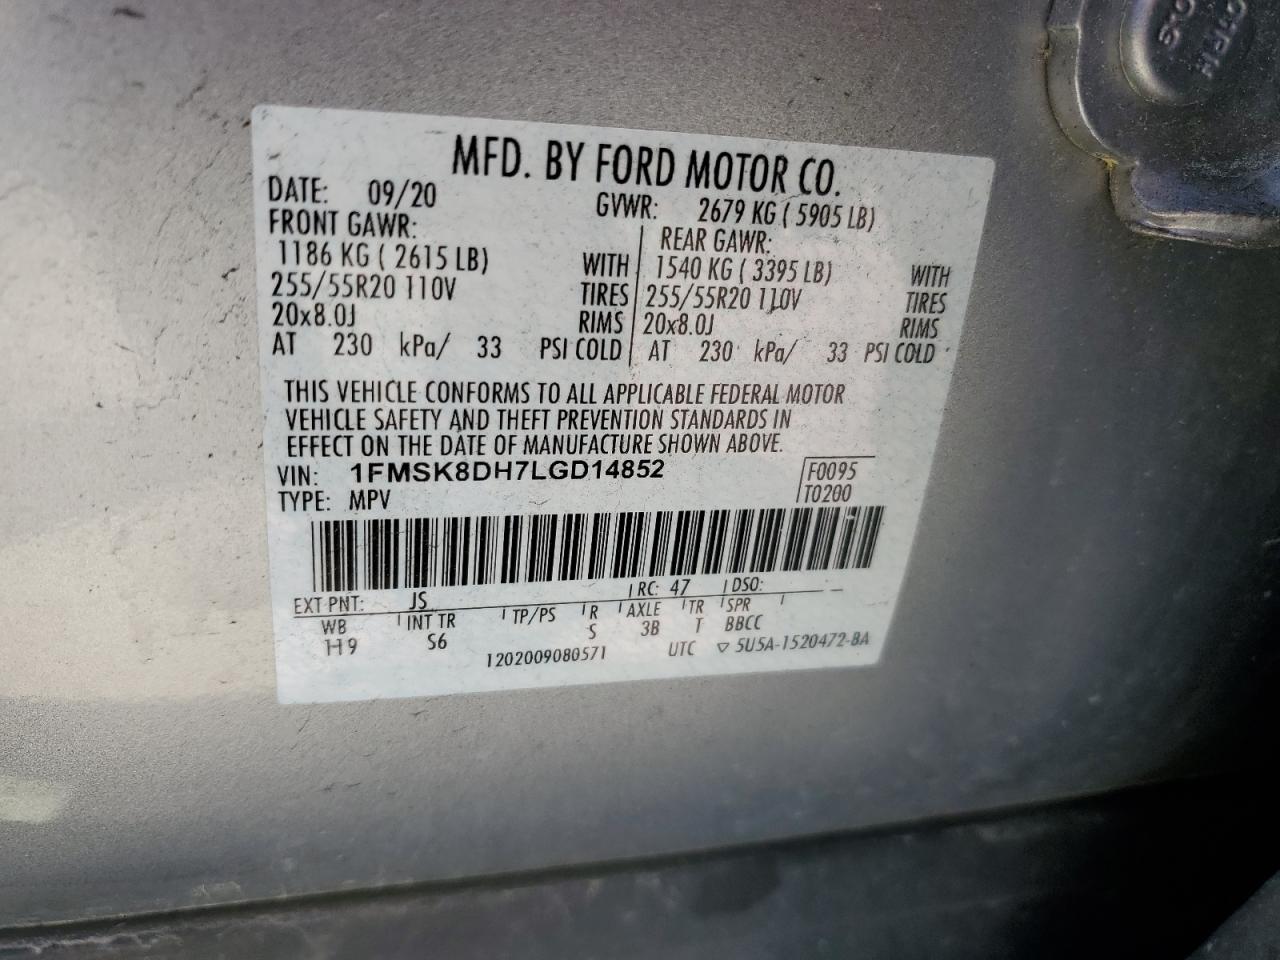 MFD. BY FORD MOTOR CO.
DATE: 09/20 GVWR: 2679 KG ( 5905 LB)
FRONT GAWR: REAR GAWR:
1186 KG ( 2615 LB) WITH 1540 KG ( 3395 LB) WITH
255/55R20 110V TIRES 255/55R20 110V TIRES
20x8.0J RIMS 20x8.0J RIMS
AT 230 kPa/ 33 PSI COLD AT 230 kPa/ 33 PSI COLD
THIS VEHICLE CONFORMS TO ALL APPLICABLE FEDERAL MOTOR
VEHICLE SAFETY AND THEFT PREVENTION STANDARDS IN
EFFECT ON THE DATE OF MANUFACTURE SHOWN ABOVE.
VIN: 1FMSK8DH7LGD14852 F0095
TYPE: MPV T0200
EXT PNT: JS RC: 47 DSO:
WB INT TR TP/PS R AXLE TR SPR
119 S6 S 3B T BBCC
1202009080571 UTC ▽ 5U5A-1520472-BA